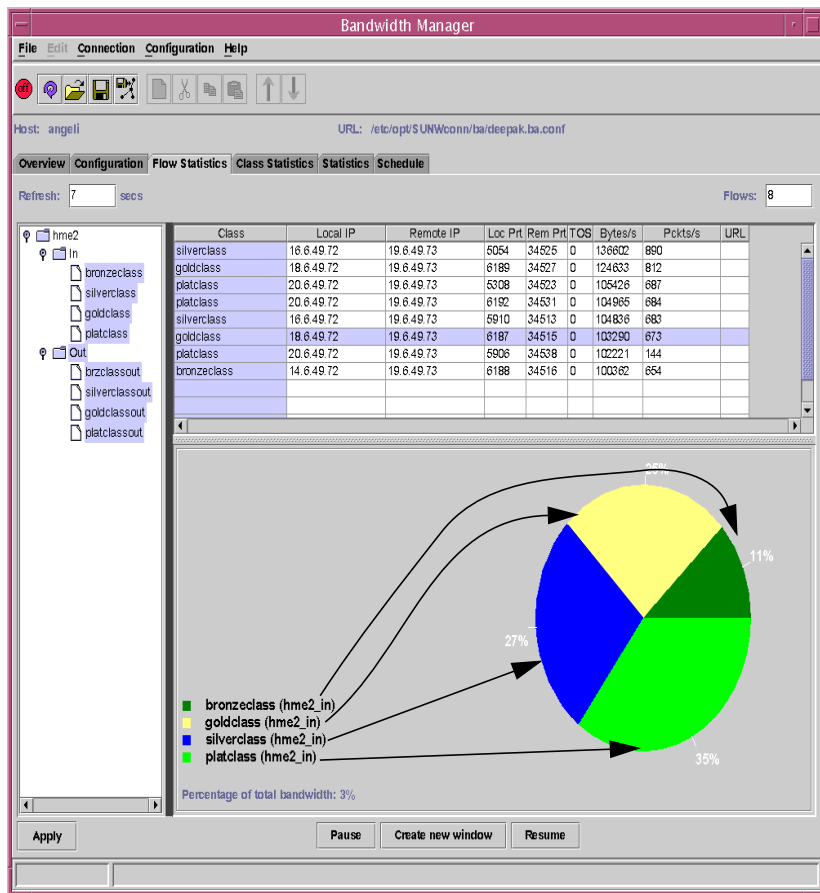 Bandwidth Manager
File Edit Connection Configuration Help
off
Host: angeli URL: /etc/opt/SUNWconn/ba/deepak.ba.conf
Overview Configuration Flow Statistics Class Statistics Statistics Schedule
Refresh: 7 secs Flows: 8
hme2
In
bronzeclass
silverclass
goldclass
platclass
Out
brzclassout
silverclassout
goldclassout
platclassout
Class Local IP Remote IP Loc Prt Rem Prt TOS Bytes/s Pckts/s URL
silverclass 16.6.49.72 19.6.49.73 5054 34525 0 136602 890
goldclass 18.6.49.72 19.6.49.73 6189 34527 0 124633 812
platclass 20.6.49.72 19.6.49.73 5308 34523 0 105426 687
platclass 20.6.49.72 19.6.49.73 6192 34531 0 104965 684
silverclass 16.6.49.72 19.6.49.73 5910 34513 0 104836 683
goldclass 18.6.49.72 19.6.49.73 6187 34515 0 103290 673
platclass 20.6.49.72 19.6.49.73 5906 34538 0 102221 144
bronzeclass 14.6.49.72 19.6.49.73 6188 34516 0 100362 654
25%
11%
27%
35%
bronzeclass (hme2_in)
goldclass (hme2_in)
silverclass (hme2_in)
platclass (hme2_in)
Percentage of total bandwidth: 3%
Apply Pause Create new window Resume